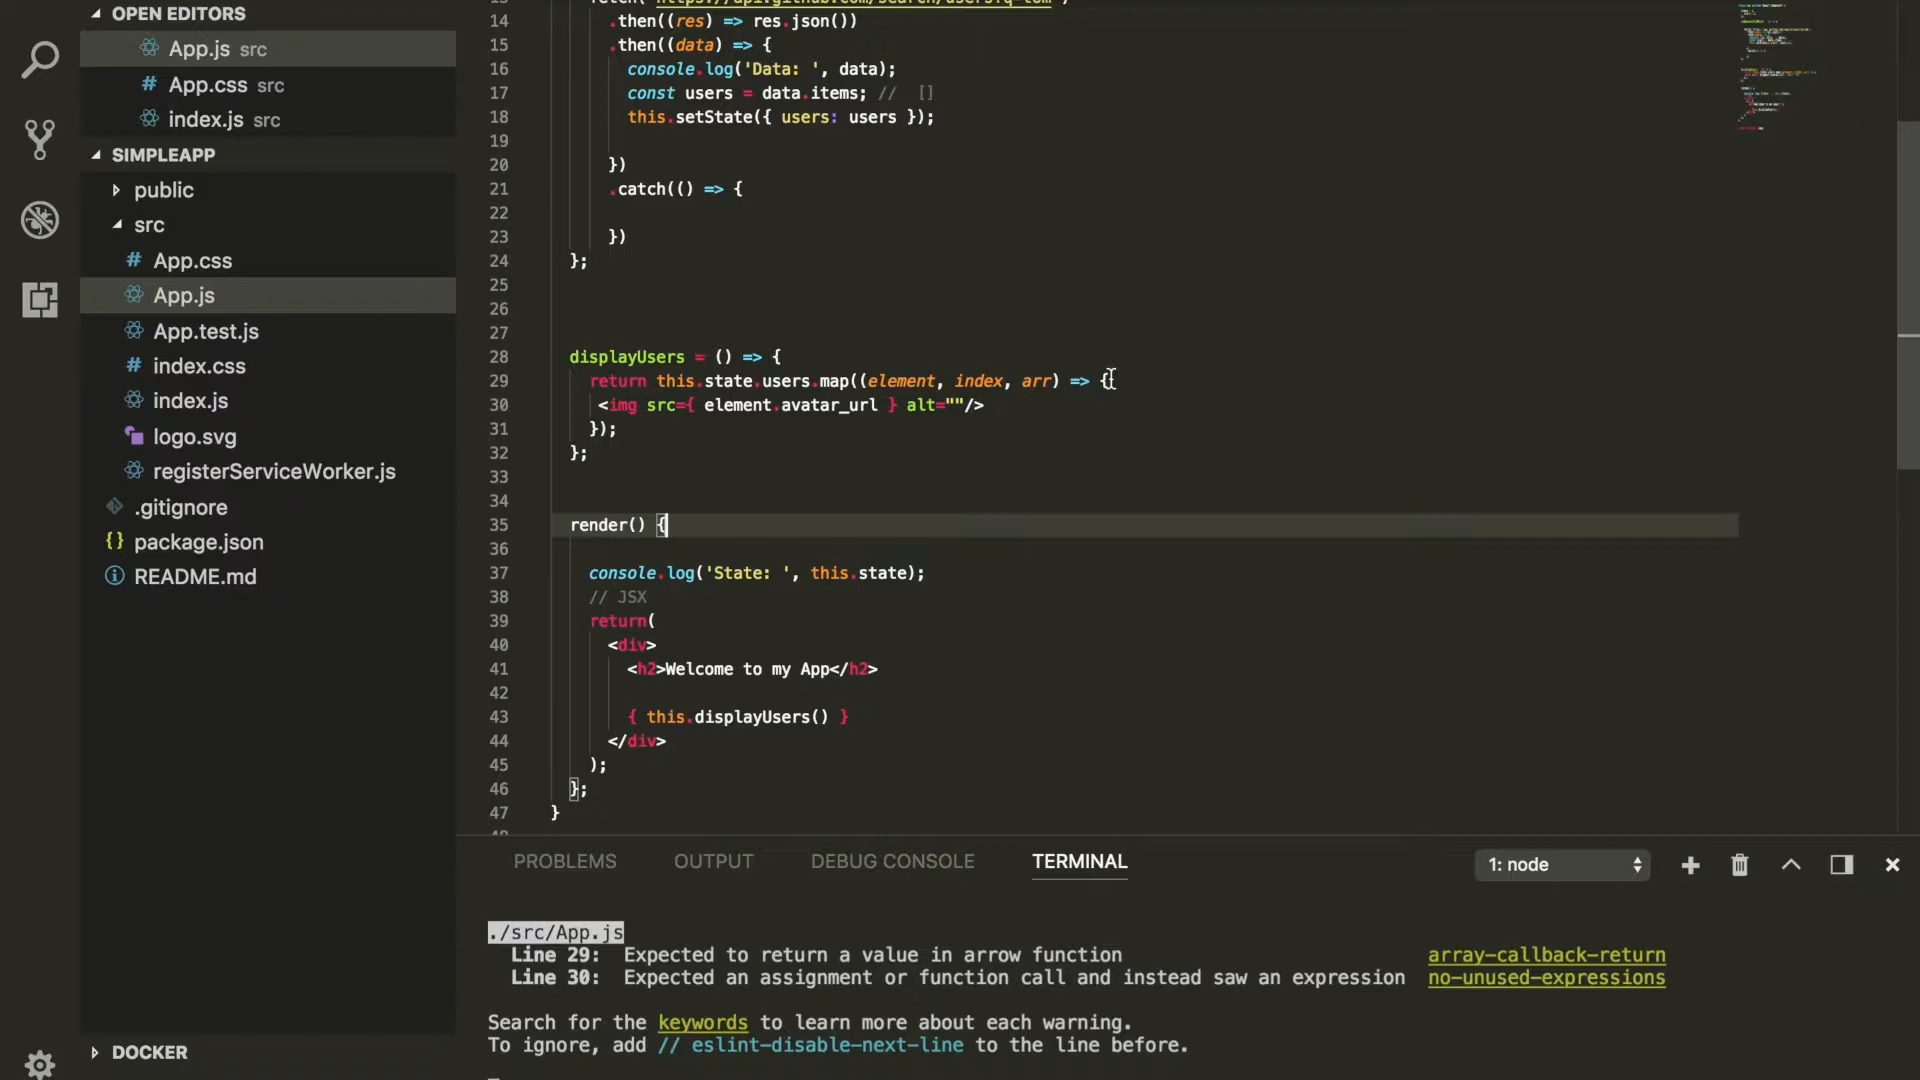 OPEN EDITORS
App.js src
# App.css src
index.js src
SIMPLEAPP
public
src
# App.css
App.js
App.test.js
# index.css
index.js
logo.svg
registerServiceWorker.js
.gitignore
{} package.json
README.md
DOCKER
14 .then((res) => res.json())
15 .then((data) => {
16 console.log('Data: ', data);
17 const users = data.items; // []
18 this.setState({ users: users });
19
20 })
21 .catch(() => {
22
23 })
24 };
25
26
27
28 displayUsers = () => {
29 return this.state.users.map((element, index, arr) => {
30 <img src={ element.avatar_url } alt=""/>
31 });
32 };
33
34
35 render() {
36
37 console.log('State: ', this.state);
38 // JSX
39 return(
40 <div>
41 <h2>Welcome to my App</h2>
42
43 { this.displayUsers() }
44 </div>
45 );
46 };
47 }
PROBLEMS OUTPUT DEBUG CONSOLE TERMINAL 1: node
./src/App.js
Line 29: Expected to return a value in arrow function array-callback-return
Line 30: Expected an assignment or function call and instead saw an expression no-unused-expressions
Search for the keywords to learn more about each warning.
To ignore, add // eslint-disable-next-line to the line before.